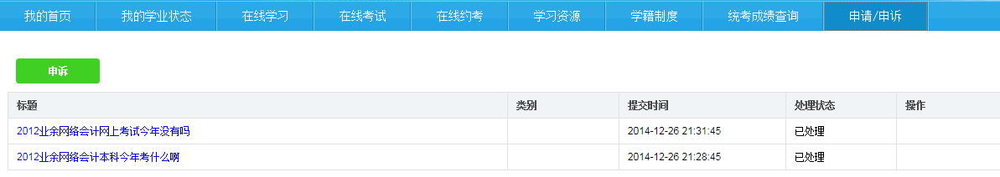 我的首页 我的学业状态 在线学习 在线考试 在线约考 学习资源 学籍制度 统考成绩查询 申请/申诉
申诉
标题 类别 提交时间 处理状态 操作
2012业余网络会计网上考试今年没有吗 2014-12-26 21:31:45 已处理
2012业余网络会计本科今年考什么啊 2014-12-26 21:28:45 已处理